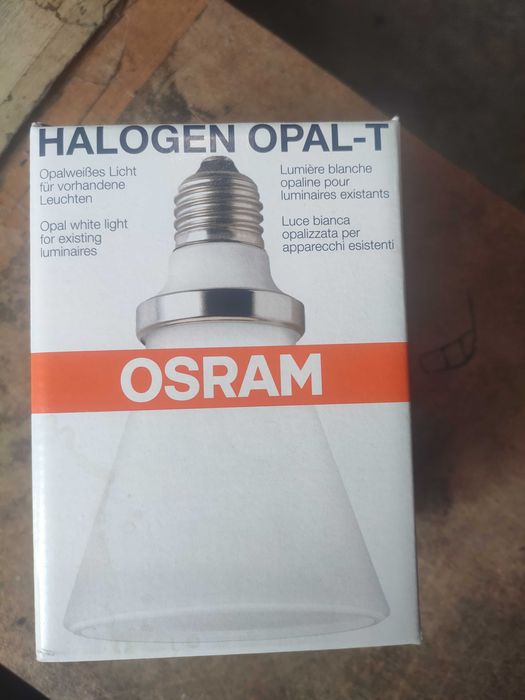 HALOGEN OPAL-T
Opalweißes Licht
für vorhandene
Leuchten
Opal white light
for existing
luminaires
Lumière blanche
opaline pour
luminaires existants
Luce bianca
opalizzata per
apparecchi esistenti
OSRAM